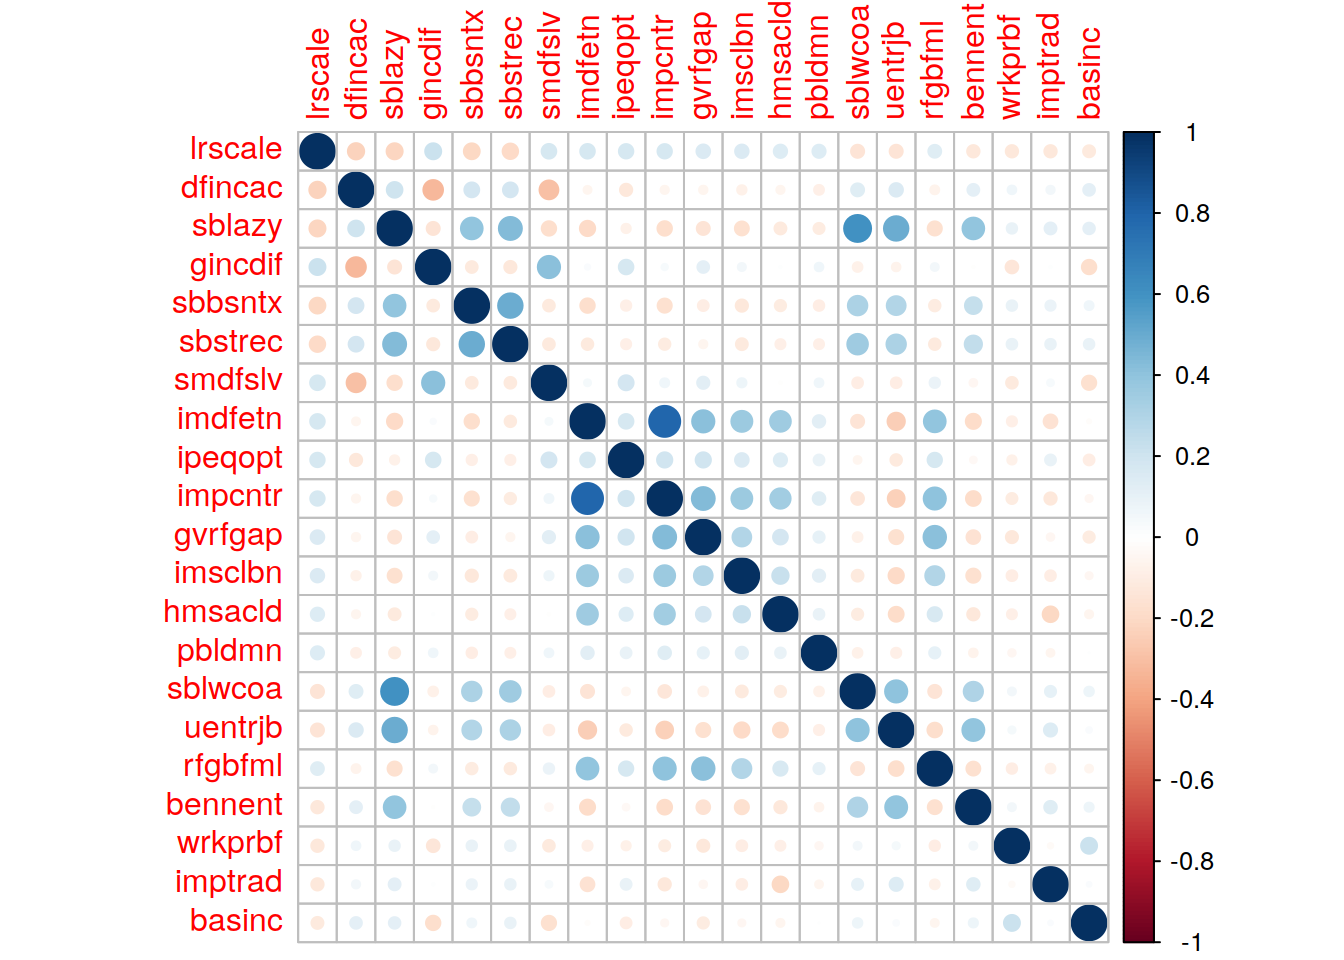 lrscale
dfincac
sblazy
gincdif
sbbsntx
sbstrec
smdfslv
imdfetn
ipeqopt
impcntr
gvrfgap
imsclbn
hmsacld
pbldmn
sblwcoa
uentrjb
rfgbfml
bennent
wrkprbf
imptrad
basinc
lrscale
dfincac
sblazy
gincdif
sbbsntx
sbstrec
smdfslv
imdfetn
ipeqopt
impcntr
gvrfgap
imsclbn
hmsacld
pbldmn
sblwcoa
uentrjb
rfgbfml
bennent
wrkprbf
imptrad
basinc
1
0.8
0.6
0.4
0.2
0
-0.2
-0.4
-0.6
-0.8
-1